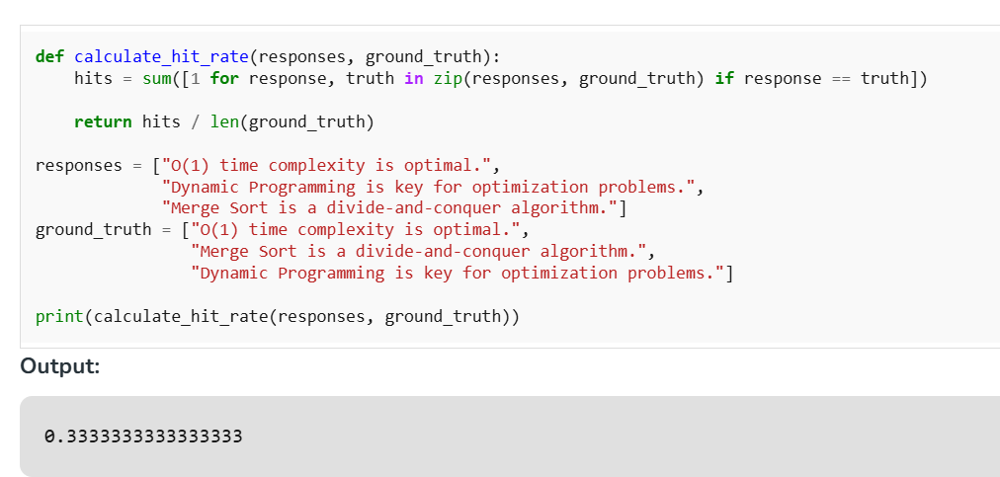 def calculate_hit_rate(responses, ground_truth):
    hits = sum([1 for response, truth in zip(responses, ground_truth) if response == truth])
    return hits / len(ground_truth)
responses = ["O(1) time complexity is optimal.",
             "Dynamic Programming is key for optimization problems.",
             "Merge Sort is a divide-and-conquer algorithm."]
ground_truth = ["O(1) time complexity is optimal.",
                "Merge Sort is a divide-and-conquer algorithm.",
                "Dynamic Programming is key for optimization problems."]
print(calculate_hit_rate(responses, ground_truth))
Output:
0.3333333333333333